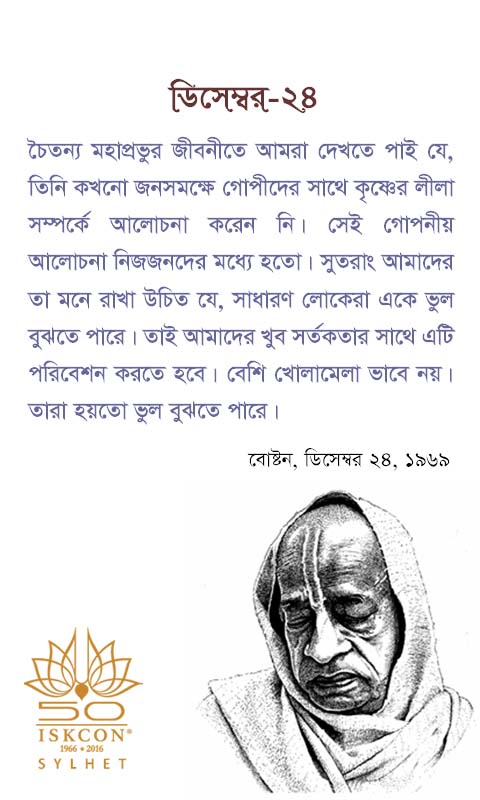 ডিসেম্বর-২৪
চৈতন্য মহাপ্রভুর জীবনীতে আমরা দেখতে পাই যে,
তিনি কখনো জনসমক্ষে গোপীদের সাথে কৃষ্ণের লীলা
সম্পর্কে আলোচনা করেন নি। সেই গোপনীয়
আলোচনা নিজজনদের মধ্যে হতো। সুতরাং আমাদের
তা মনে রাখা উচিত যে, সাধারণ লোকেরা একে ভুল
বুঝতে পারে। তাই আমাদের খুব সর্তকতার সাথে এটি
পরিবেশন করতে হবে। বেশি খোলামেলা ভাবে নয়।
তারা হয়তো ভুল বুঝতে পারে।
বোষ্টন, ডিসেম্বর ২৪, ১৯৬৯
50
ISKCON®
1966 • 2016
SYLHET